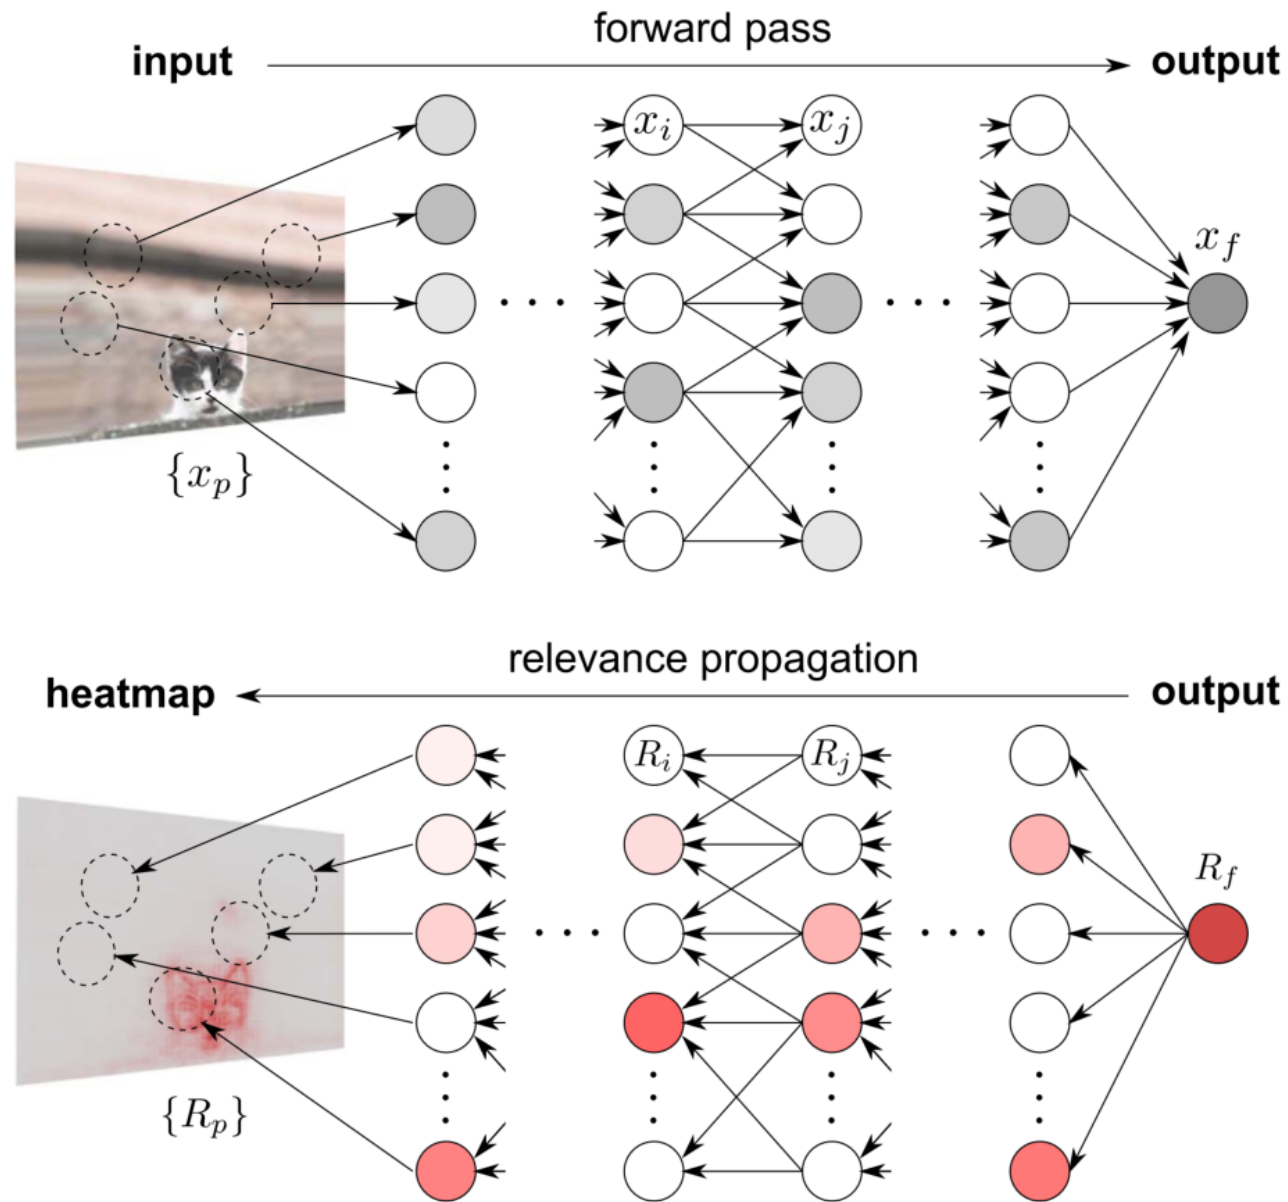 forward pass
input
output
x_i
x_j
x_f
{x_p}
relevance propagation
heatmap
output
R_i
R_j
R_f
{R_p}